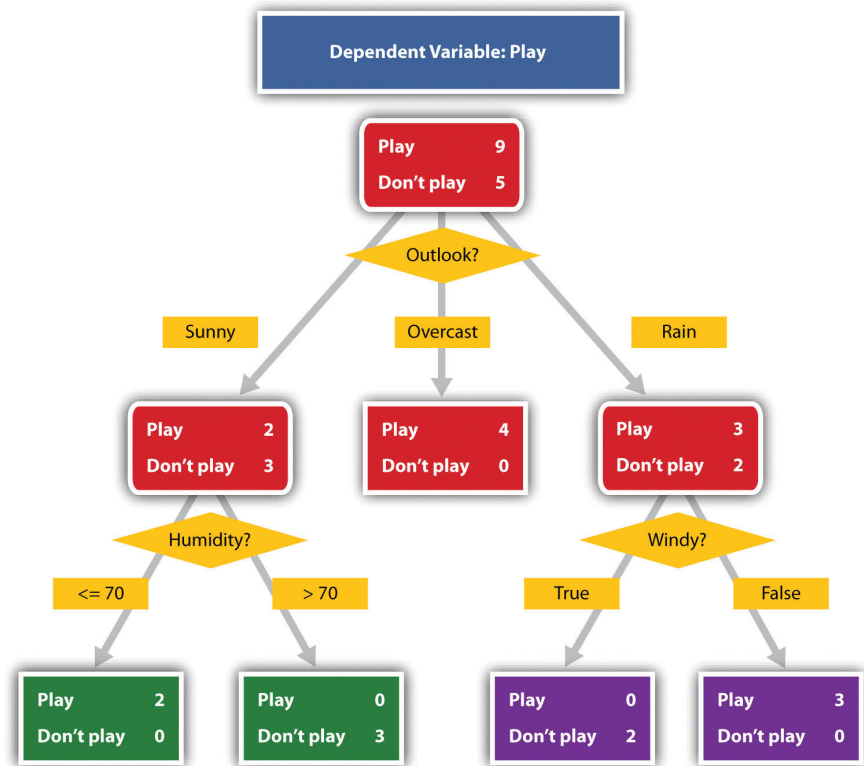 Dependent Variable: Play
Play 9
Don’t play 5
Outlook?
Sunny Overcast Rain
Play 2
Don’t play 3
Play 4
Don’t play 0
Play 3
Don’t play 2
Humidity?
Windy?
<= 70 > 70
True False
Play 2
Don’t play 0
Play 0
Don’t play 3
Play 0
Don’t play 2
Play 3
Don’t play 0